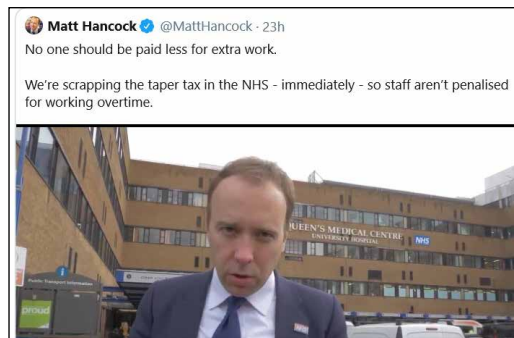 Matt Hancock @MattHancock · 23h
No one should be paid less for extra work.
We're scrapping the taper tax in the NHS - immediately - so staff aren't penalised
for working overtime.
QUEEN'S MEDICAL CENTRE
UNIVERSITY HOSPITAL
NHS
i
Public Transport Information
proud